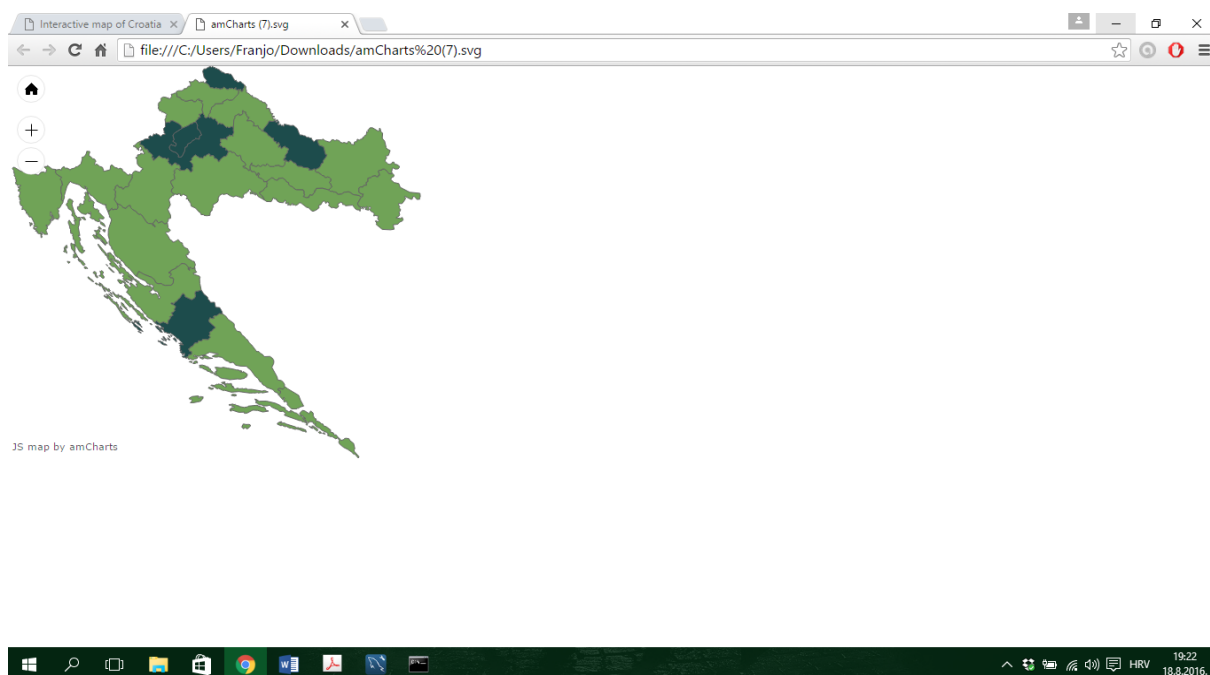 Interactive map of Croatia
amCharts (7).svg
file:///C:/Users/Franjo/Downloads/amCharts%20(7).svg
JS map by amCharts
HRV
19:22
18.8.2016.